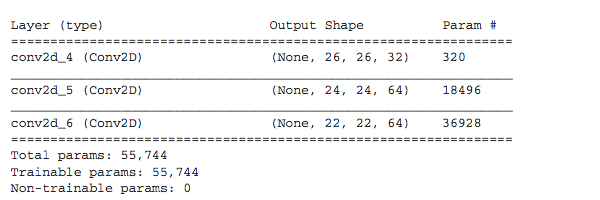 Layer (type)                 Output Shape              Param #
=================================================================
conv2d_4 (Conv2D)            (None, 26, 26, 32)        320
_________________________________________________________________
conv2d_5 (Conv2D)            (None, 24, 24, 64)        18496
_________________________________________________________________
conv2d_6 (Conv2D)            (None, 22, 22, 64)        36928
=================================================================
Total params: 55,744
Trainable params: 55,744
Non-trainable params: 0